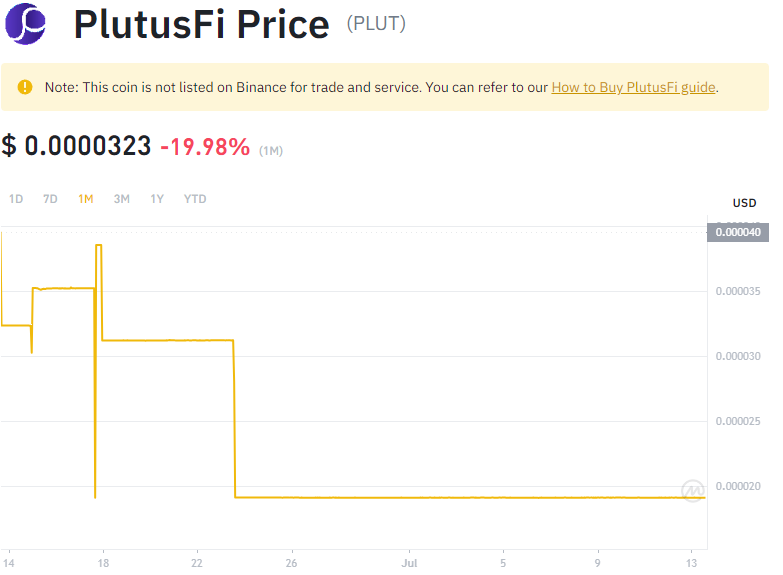 PlutusFi Price (PLUT)
Note: This coin is not listed on Binance for trade and service. You can refer to our How to Buy PlutusFi guide.
$ 0.0000323 -19.98% (1M)
1D 7D 1M 3M 1Y YTD
USD
0.000040
0.000035
0.000030
0.000025
0.000020
14 18 22 26 Jul 5 9 13